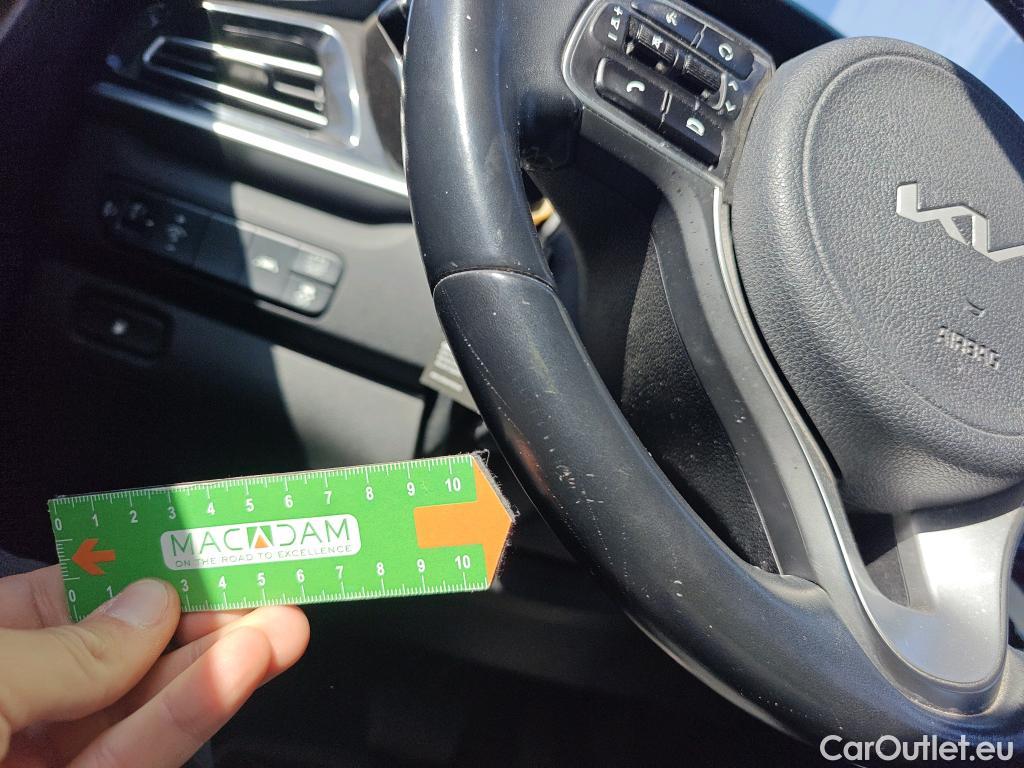 KIA
AIRBAG
0 1 2 3 4 5 6 7 8 9 10
MACADAM
ON THE ROAD TO EXCELLENCE
0 1 3 4 5 6 7 8 9 10
CarOutlet.eu